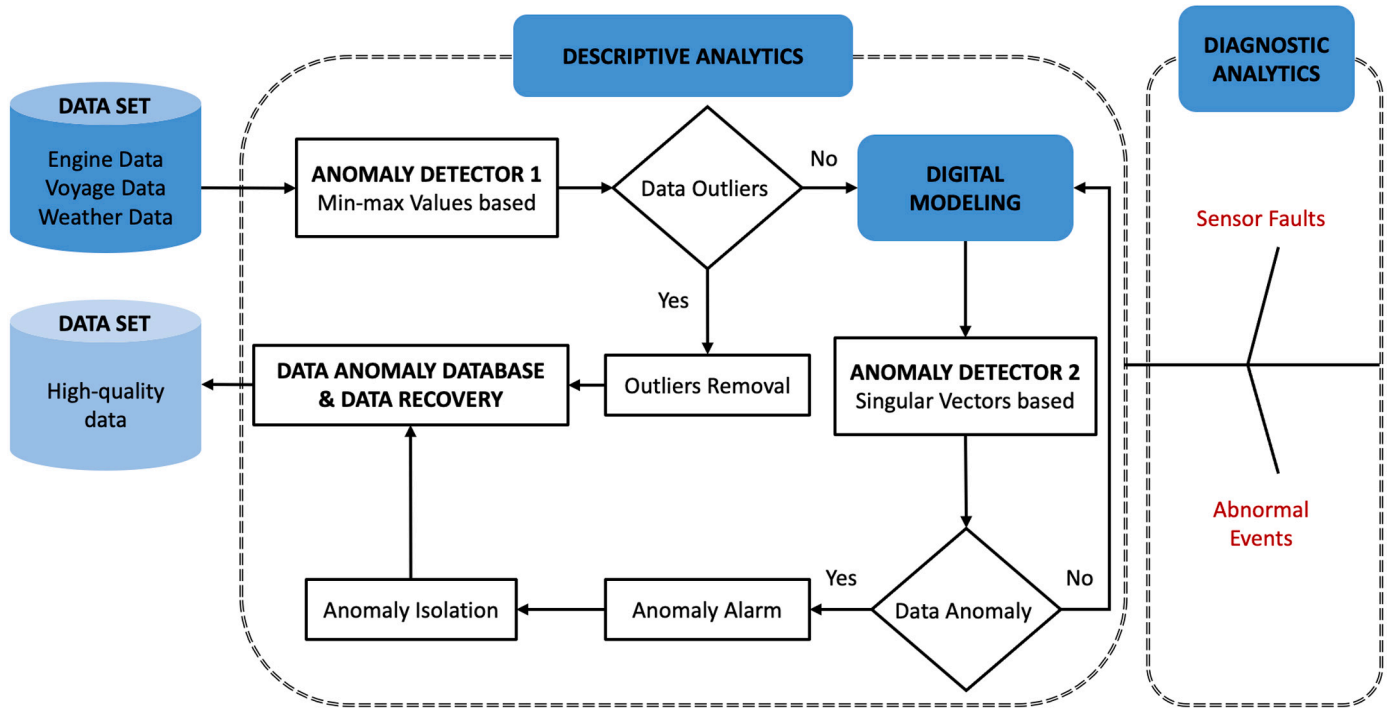 DESCRIPTIVE ANALYTICS
DIAGNOSTIC
ANALYTICS
DATA SET
Engine Data
Voyage Data
Weather Data
ANOMALY DETECTOR 1
Min-max Values based
Data Outliers
No
DIGITAL
MODELING
Yes
Sensor Faults
DATA SET
High-quality
data
DATA ANOMALY DATABASE
& DATA RECOVERY
Outliers Removal
ANOMALY DETECTOR 2
Singular Vectors based
Abnormal
Events
Anomaly Isolation
Anomaly Alarm
Yes
Data Anomaly
No